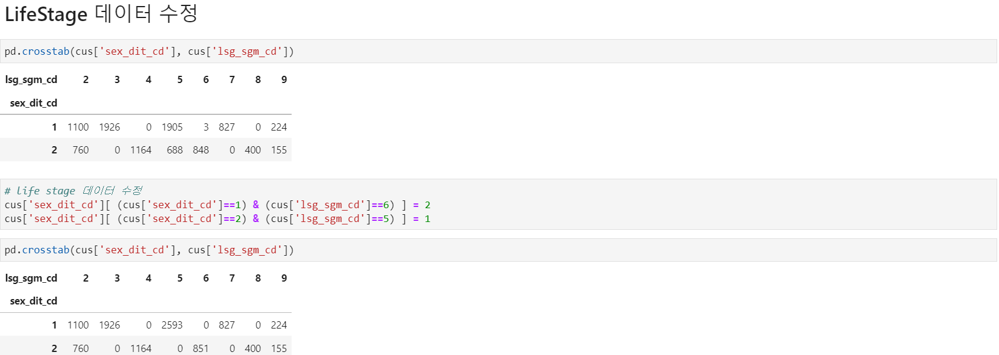 LifeStage 데이터 수정
pd.crosstab(cus['sex_dit_cd'], cus['lsg_sgm_cd'])
lsg_sgm_cd 2 3 4 5 6 7 8 9
sex_dit_cd
1 1100 1926 0 1905 3 827 0 224
2 760 0 1164 688 848 0 400 155
# life stage 데이터 수정
cus['sex_dit_cd'][ (cus['sex_dit_cd']==1) & (cus['lsg_sgm_cd']==6) ] = 2
cus['sex_dit_cd'][ (cus['sex_dit_cd']==2) & (cus['lsg_sgm_cd']==5) ] = 1
pd.crosstab(cus['sex_dit_cd'], cus['lsg_sgm_cd'])
lsg_sgm_cd 2 3 4 5 6 7 8 9
sex_dit_cd
1 1100 1926 0 2593 0 827 0 224
2 760 0 1164 0 851 0 400 155